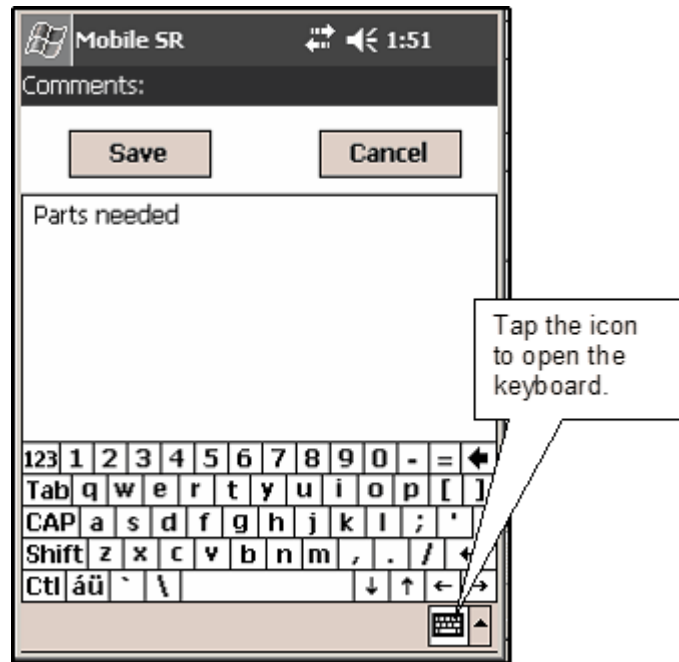 Mobile SR 1:51
Comments:
Save Cancel
Parts needed
Tap the icon
to open the
keyboard.
123 1 2 3 4 5 6 7 8 9 0 - =
Tab q w e r t y u i o p [ ]
CAP a s d f g h j k l ; '
Shift z x c v b n m , . /
Ctl áü ` \ ↓ ↑ ← →